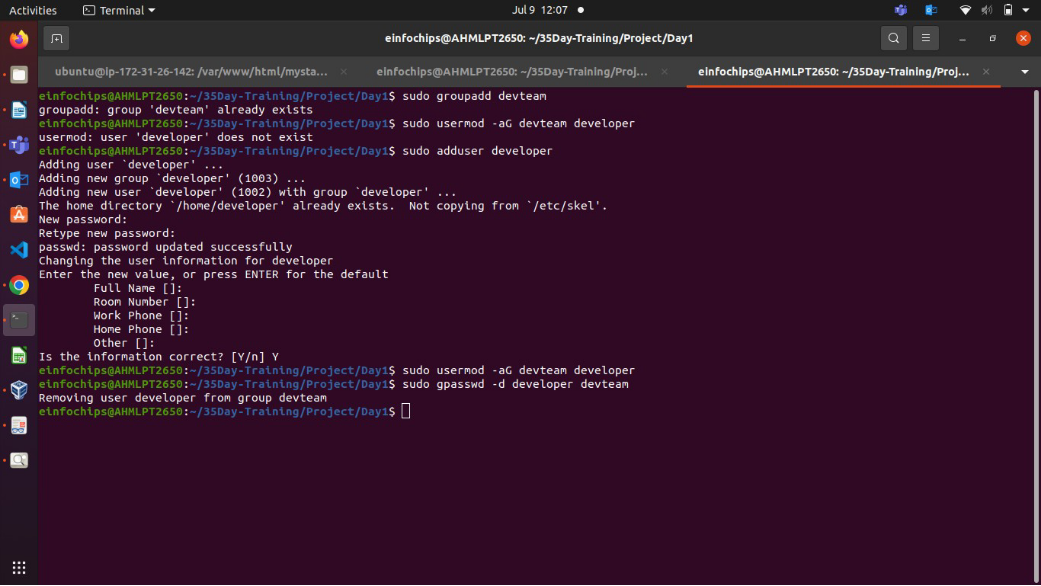 Activities
Terminal
Jul 9 12:07
einfochips@AHMLPT2650: ~/35Day-Training/Project/Day1
ubuntu@ip-172-31-26-142: /var/www/html/mysta...
einfochips@AHMLPT2650: ~/35Day-Training/Proj...
einfochips@AHMLPT2650: ~/35Day-Training/Proj...
einfochips@AHMLPT2650:~/35Day-Training/Project/Day1$ sudo groupadd devteam
groupadd: group 'devteam' already exists
einfochips@AHMLPT2650:~/35Day-Training/Project/Day1$ sudo usermod -aG devteam developer
usermod: user 'developer' does not exist
einfochips@AHMLPT2650:~/35Day-Training/Project/Day1$ sudo adduser developer
Adding user `developer' ...
Adding new group `developer' (1003) ...
Adding new user `developer' (1002) with group `developer' ...
The home directory `/home/developer' already exists.  Not copying from `/etc/skel'.
New password:
Retype new password:
passwd: password updated successfully
Changing the user information for developer
Enter the new value, or press ENTER for the default
Full Name []:
Room Number []:
Work Phone []:
Home Phone []:
Other []:
Is the information correct? [Y/n] Y
einfochips@AHMLPT2650:~/35Day-Training/Project/Day1$ sudo usermod -aG devteam developer
einfochips@AHMLPT2650:~/35Day-Training/Project/Day1$ sudo gpasswd -d developer devteam
Removing user developer from group devteam
einfochips@AHMLPT2650:~/35Day-Training/Project/Day1$